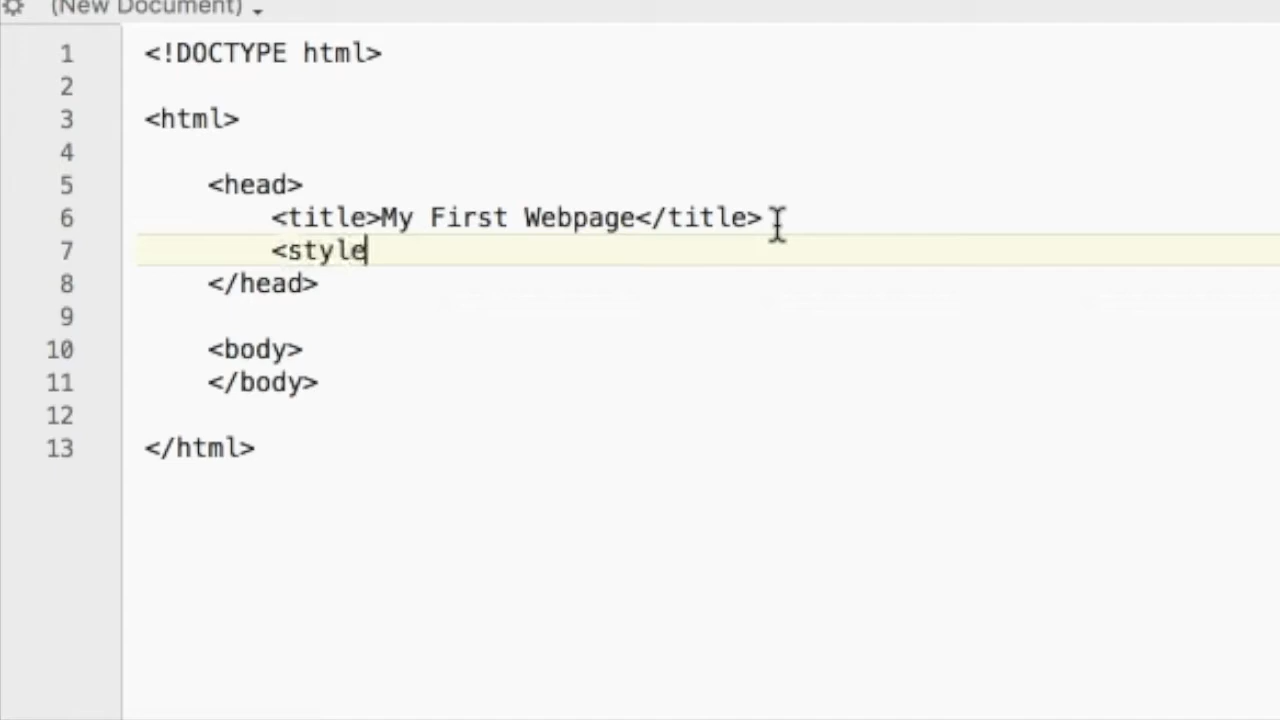 (New Document)
1 <!DOCTYPE html>
2
3 <html>
4
5 <head>
6 <title>My First Webpage</title>
7 <style
8 </head>
9
10 <body>
11 </body>
12
13 </html>